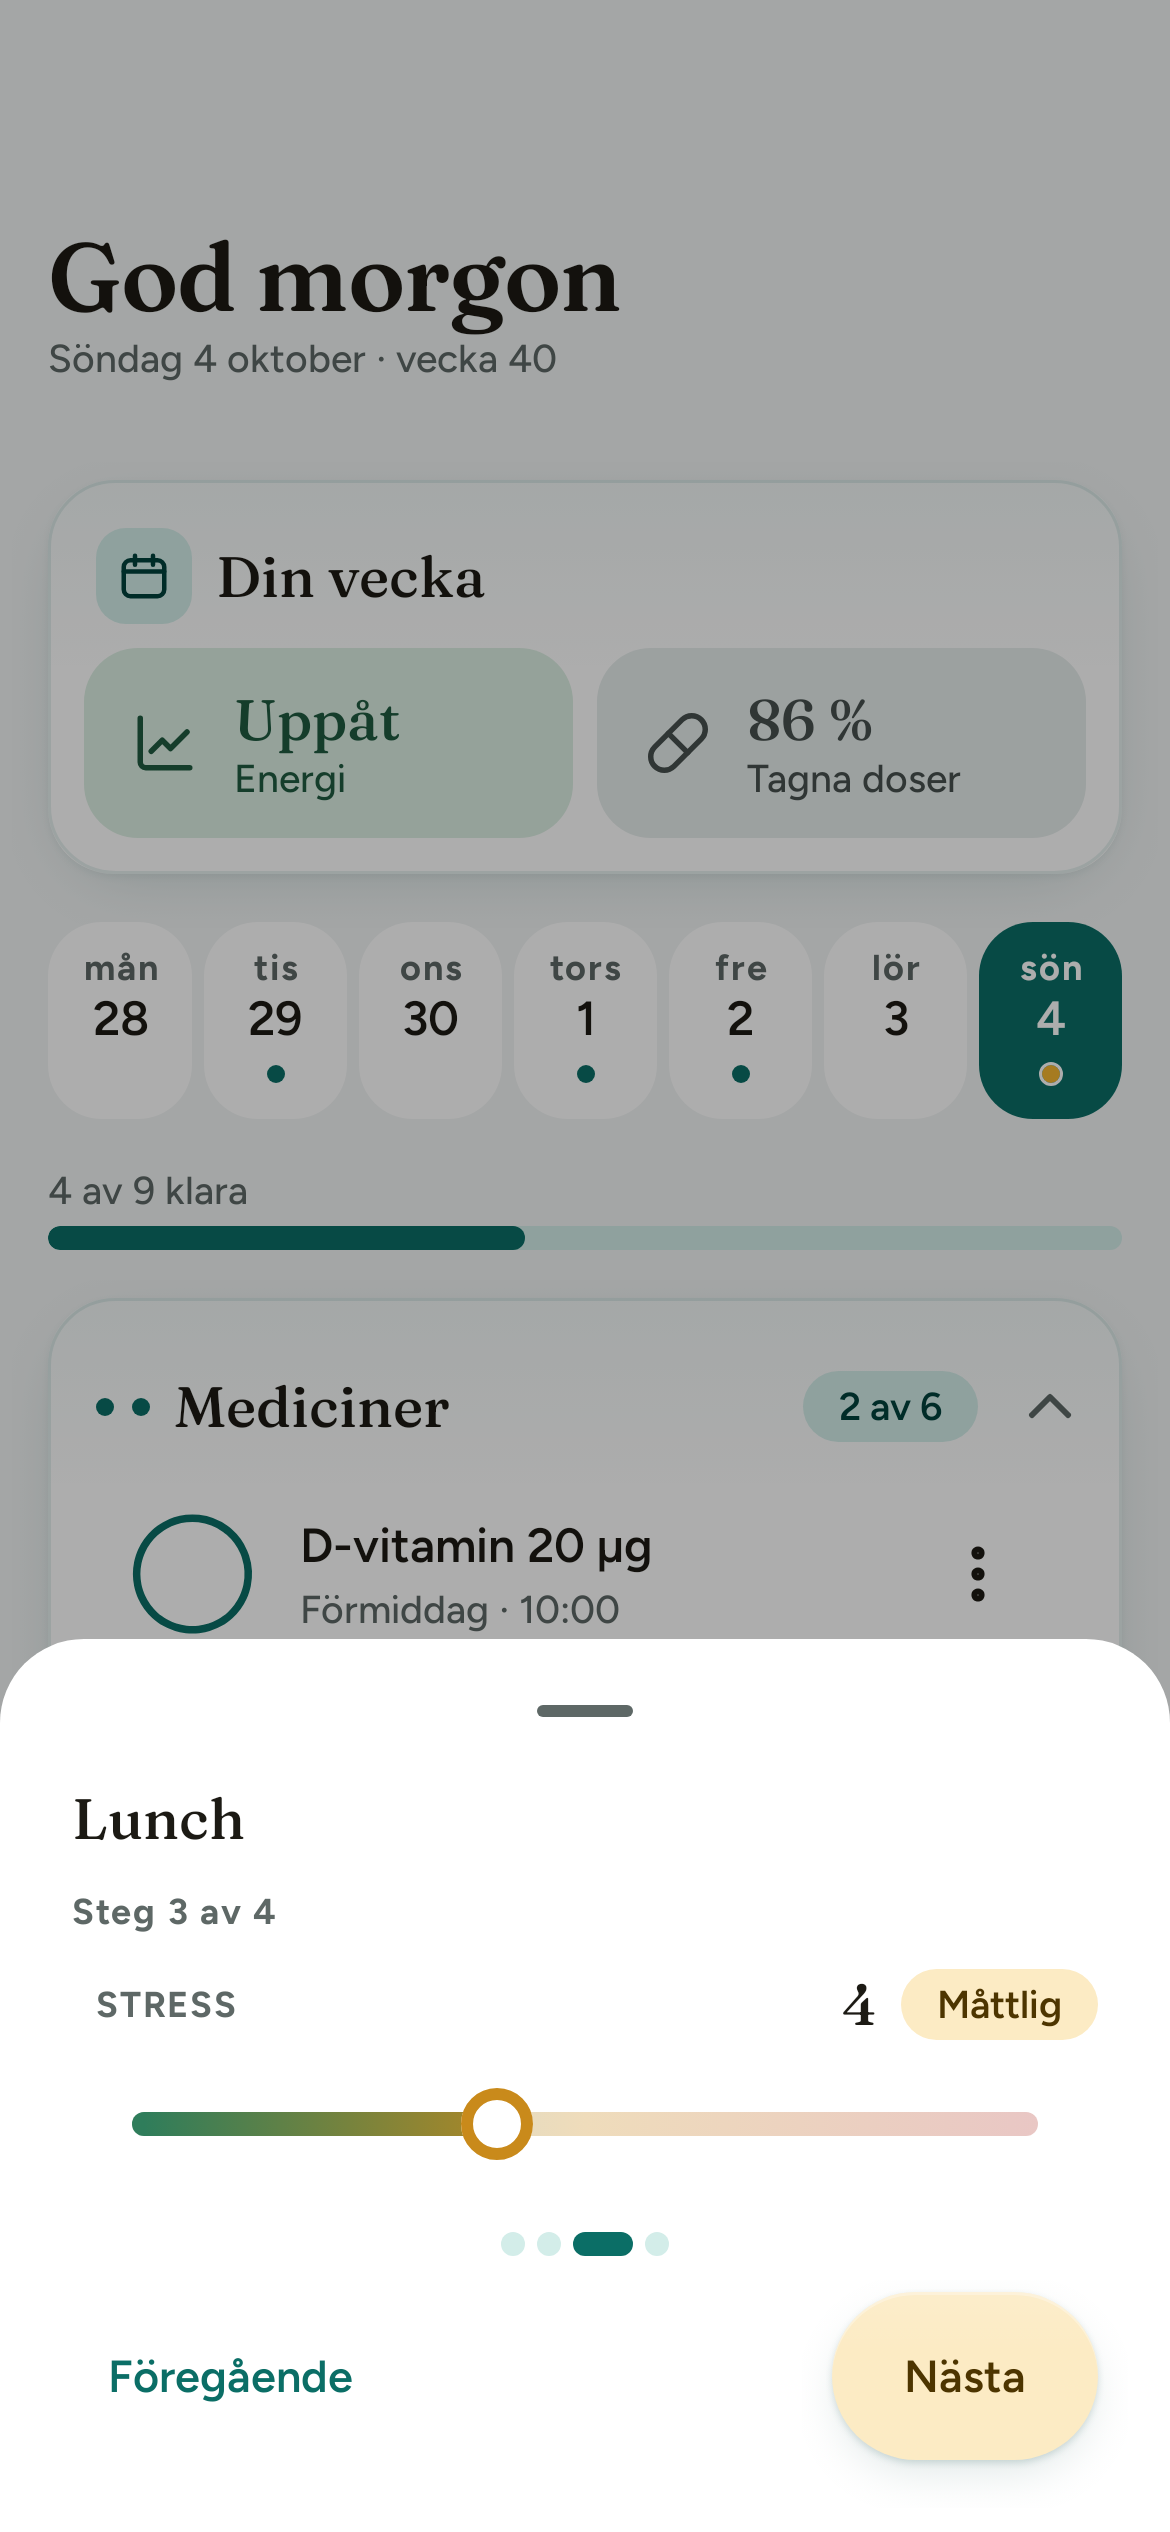 God morgon
Söndag 4 oktober · vecka 40
Din vecka
Uppåt
Energi
86 %
Tagna doser
mån tis ons tors fre lör sön
28 29 30 1 2 3 4
4 av 9 klara
Mediciner 2 av 6
D-vitamin 20 µg
Förmiddag · 10:00
Lunch
Steg 3 av 4
STRESS 4 Måttlig
Föregående Nästa